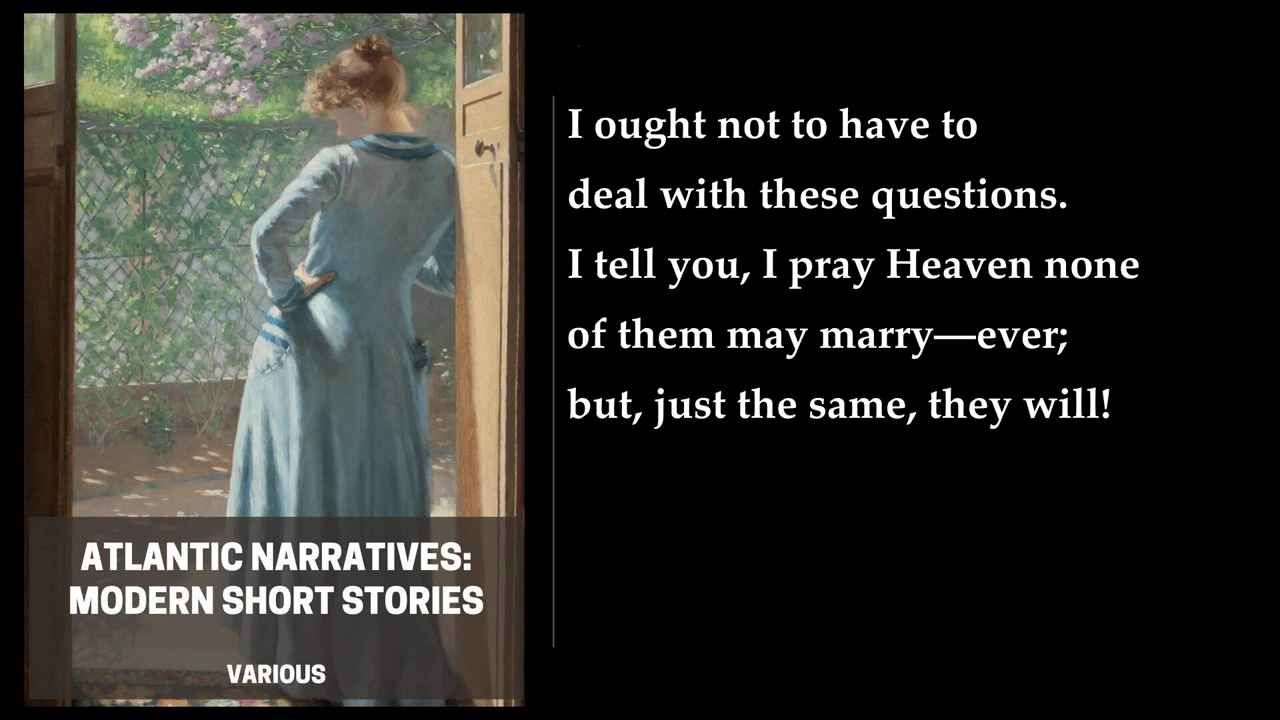 I ought not to have to
deal with these questions.
I tell you, I pray Heaven none
of them may marry—ever;
but, just the same, they will!
ATLANTIC NARRATIVES:
MODERN SHORT STORIES
VARIOUS